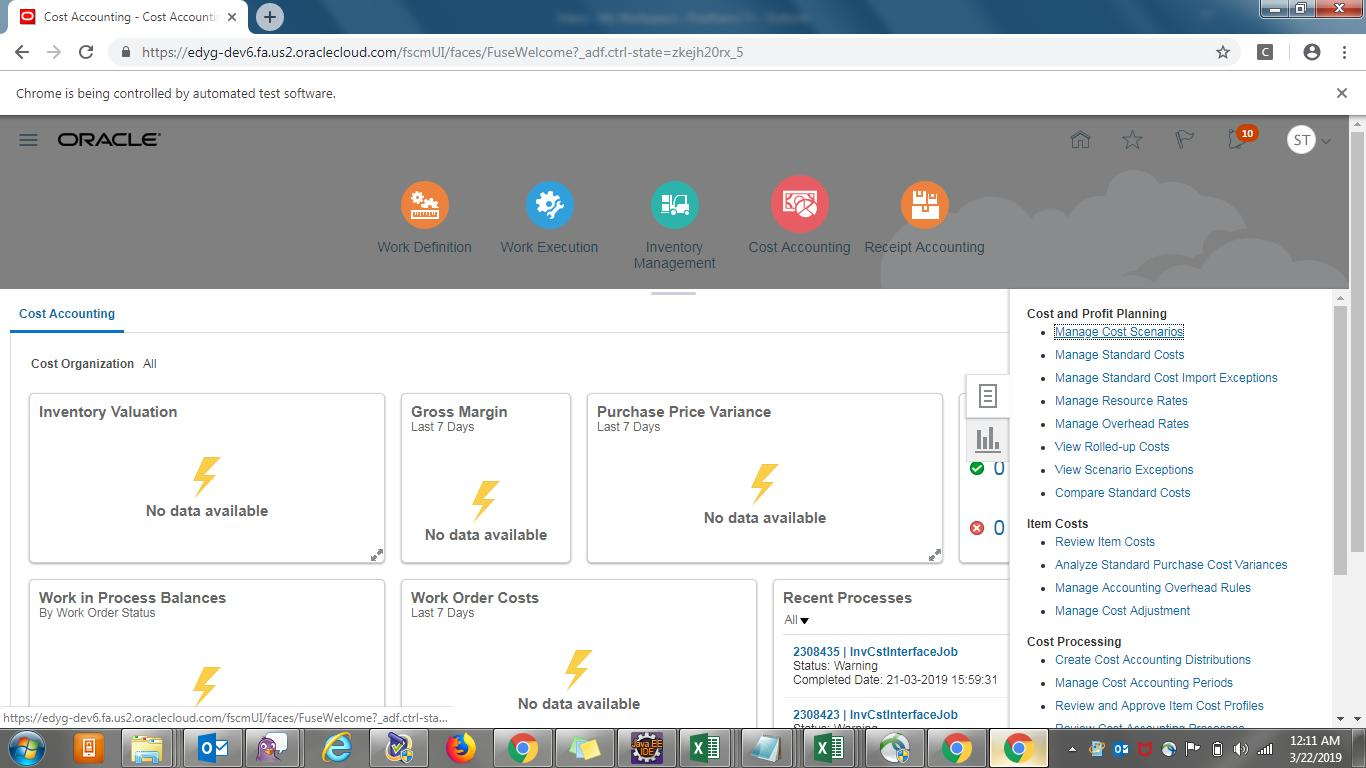 Cost Accounting - Cost Accountin
https://edyg-dev6.fa.us2.oraclecloud.com/fscmUI/faces/FuseWelcome?_adf.ctrl-state=zkejh20rx_5
C
Chrome is being controlled by automated test software.
ORACLE
10
ST
Work Definition
Work Execution
Inventory
Management
Cost Accounting
Receipt Accounting
Cost Accounting
Cost Organization All
Inventory Valuation
No data available
Gross Margin
Last 7 Days
No data available
Purchase Price Variance
Last 7 Days
No data available
0
0
Work in Process Balances
By Work Order Status
Work Order Costs
Last 7 Days
No data available
Recent Processes
All
2308435 | InvCstInterfaceJob
Status: Warning
Completed Date: 21-03-2019 15:59:31
2308423 | InvCstInterfaceJob
Status: Warning
Cost and Profit Planning
Manage Cost Scenarios
Manage Standard Costs
Manage Standard Cost Import Exceptions
Manage Resource Rates
Manage Overhead Rates
View Rolled-up Costs
View Scenario Exceptions
Compare Standard Costs
Item Costs
Review Item Costs
Analyze Standard Purchase Cost Variances
Manage Accounting Overhead Rules
Manage Cost Adjustment
Cost Processing
Create Cost Accounting Distributions
Manage Cost Accounting Periods
Review and Approve Item Cost Profiles
Review Cost Accounting Processes
https://edyg-dev6.fa.us2.oraclecloud.com/fscmUI/faces/FuseWelcome?_adf.ctrl-sta...
Java EE
12:11 AM
3/22/2019